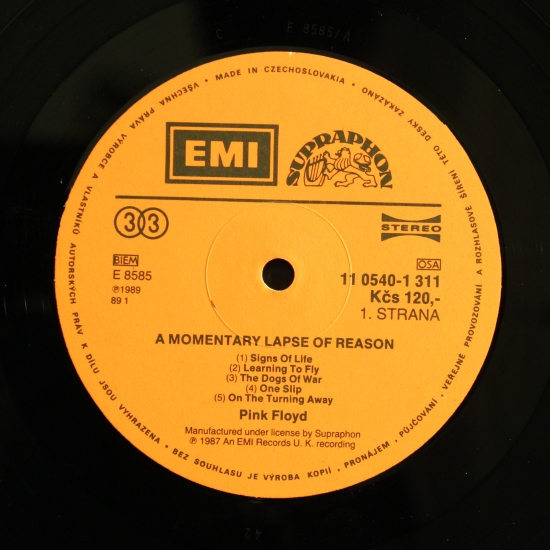 E 8585/A
• MADE IN CZECHOSLOVAKIA •
VŠECHNA PRÁVA VÝROBCE A VLASTNÍKŮ AUTORSKÝCH PRÁV K DÍLU JSOU VYHRAZENA • BEZ SOUHLASU JE VÝROBA KOPIÍ, PRONÁJEM, PŮJČOVÁNÍ, VEŘEJNÉ PROVOZOVÁNÍ A ROZHLASOVÉ ŠÍŘENÍ TÉTO DESKY ZAKÁZÁNO
EMI
SUPRAPHON
33
STEREO
BIEM
OSA
E 8585
11 0540-1 311
℗1989
Kčs 120,-
89 1
1. STRANA
A MOMENTARY LAPSE OF REASON
(1) Signs Of Life
(2) Learning To Fly
(3) The Dogs Of War
(4) One Slip
(5) On The Turning Away
Pink Floyd
Manufactured under license by Supraphon
℗ 1987 An EMI Records U. K. recording